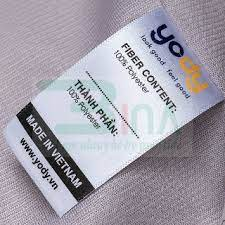 yody
look good. feel good
FIBER CONTENT:
100% Polyester
THÀNH PHẦN:
100% Polyester
MADE IN VIETNAM
www.yody.vn
INA